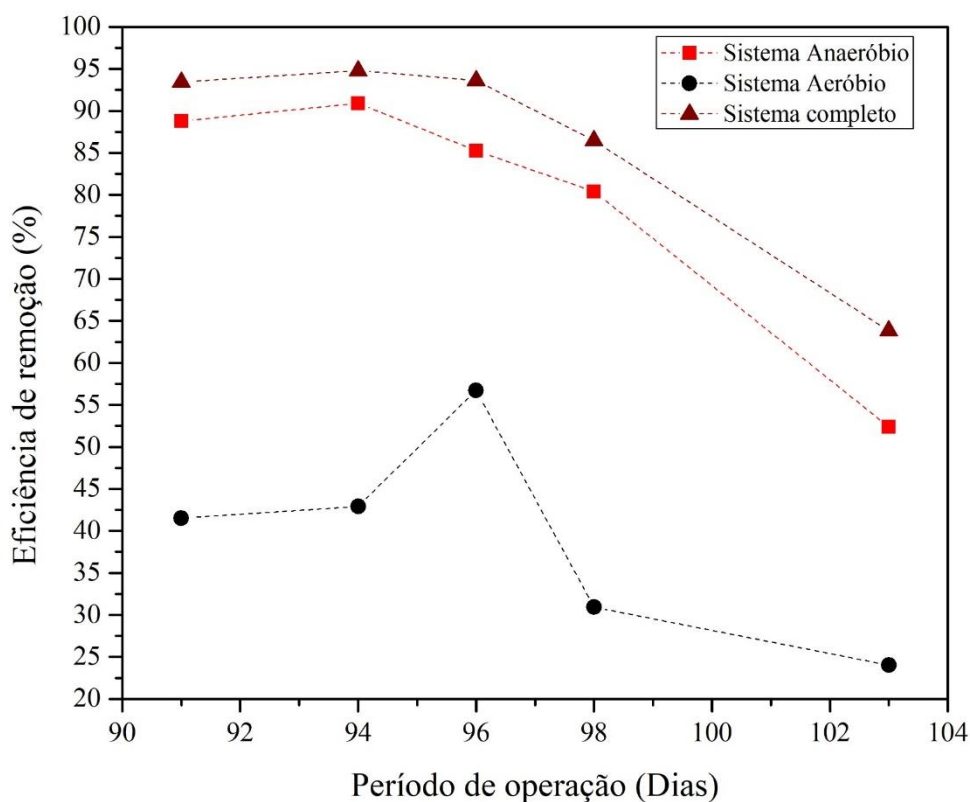 Eficiência de remoção (%)
100
95
90
85
80
75
70
65
60
55
50
45
40
35
30
25
20
Sistema Anaeróbio
Sistema Aeróbio
Sistema completo
90 92 94 96 98 100 102 104
Período de operação (Dias)